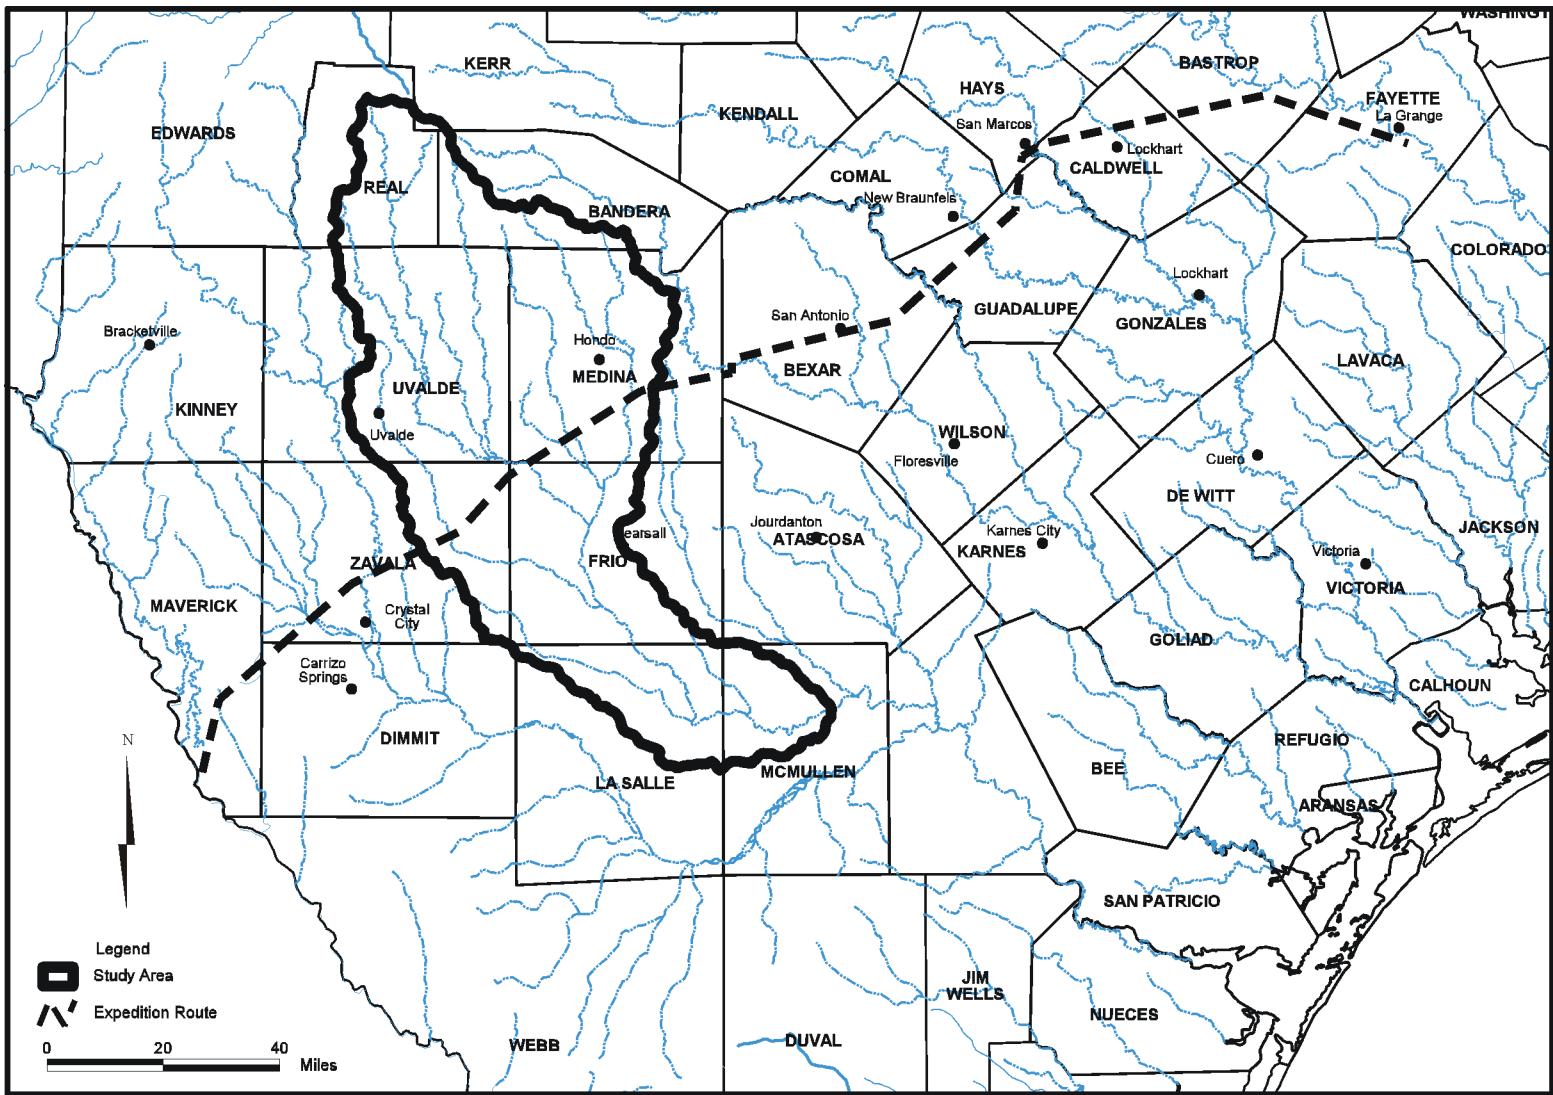 WASHINGT
KERR
BASTROP
HAYS
FAYETTE
KENDALL
La Grange
San Marcos
EDWARDS
Lockhart
CALDWELL
COMAL
REAL
New Braunfels
BANDERA
COLORADO
Lockhart
GUADALUPE
San Antonio
GONZALES
Bracketville
Hondo
LAVACA
BEXAR
MEDINA
UVALDE
KINNEY
Uvalde
WILSON
Floresville
Cuero
DE WITT
Jourdanton
JACKSON
earsall
Karnes City
ATASCOSA
KARNES
Victoria
FRIO
ZAVALA
VICTORIA
MAVERICK
Crystal
City
GOLIAD
Carrizo
Springs
CALHOUN
DIMMIT
REFUGIO
N
BEE
MCMULLEN
LA SALLE
ARANSAS
SAN PATRICIO
Legend
Study Area
JIM
WELLS
Expedition Route
NUECES
DUVAL
WEBB
0 20 40
Miles